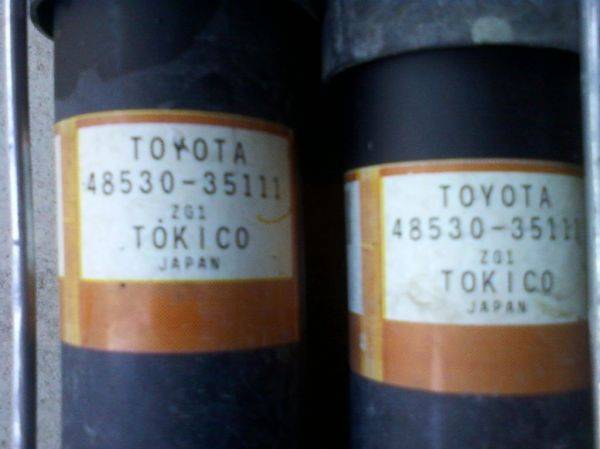 TOYOTA
48530-35111
ZG1
TOKICO
JAPAN
TOYOTA
48530-35111
ZG1
TOKICO
JAPAN